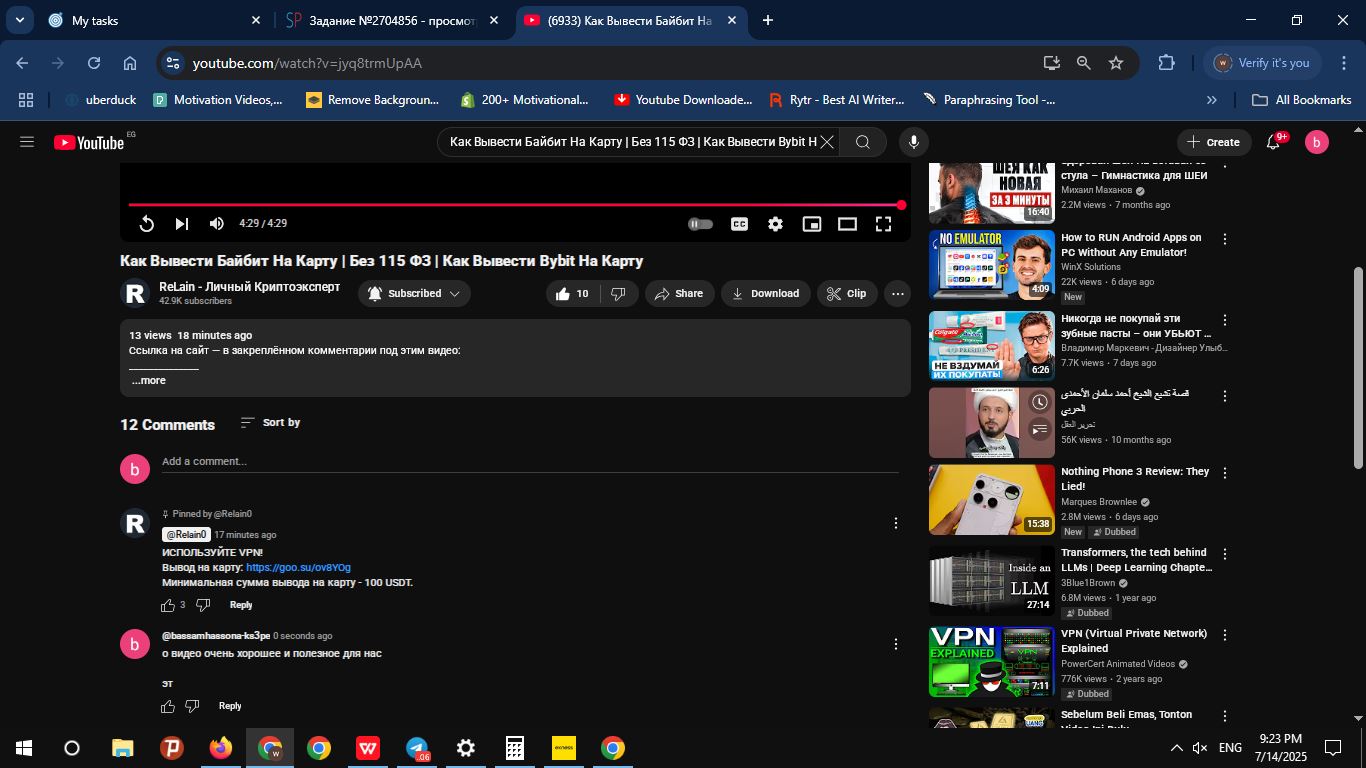 My tasks
Задание №2704856 - просмотр
(6933) Как Вывести Байбит На
youtube.com/watch?v=jyq8trmUpAA
Verify it's you
uberduck
Motivation Videos,...
Remove Backgroun...
200+ Motivational...
Youtube Downloade...
Rytr - Best AI Writer...
Paraphrasing Tool -...
All Bookmarks
YouTube EG
Как Вывести Байбит На Карту | Без 115 ФЗ | Как Вывести Bybit Н
Create
9+
b
4:29 / 4:29
CC
Как Вывести Байбит На Карту | Без 115 ФЗ | Как Вывести Bybit На Карту
R
ReLain - Личный Криптоэксперт
42.9K subscribers
Subscribed
10
Share
Download
Clip
13 views 18 minutes ago
Ссылка на сайт — в закреплённом комментарии под этим видео:
______________
...more
12 Comments
Sort by
b
Add a comment...
R
Pinned by @Relain0
@Relain0 17 minutes ago
ИСПОЛЬЗУЙТЕ VPN!
Вывод на карту: https://goo.su/ov8YOg
Минимальная сумма вывода на карту - 100 USDT.
3
Reply
b
@bassamhassona-ks3pe 0 seconds ago
о видео очень хорошее и полезное для нас
эт
Reply
ШЕЯ КАК
НОВАЯ
ЗА 3 МИНУТЫ
16:40
стула – Гимнастика для ШЕИ
Михаил Маханов
2.2M views · 7 months ago
NO EMULATOR
4:09
How to RUN Android Apps on
PC Without Any Emulator!
WinX Solutions
22K views · 6 days ago
New
Colgate
PRESIDENT
НЕ ВЗДУМАЙ
ИХ ПОКУПАТЬ!
6:26
Никогда не покупай эти
зубные пасты – они УБЬЮТ ...
Владимир Маркевич -Дизайнер Улыб...
7.7K views · 7 days ago
قصة تشيع الشيخ أحمد سلمان الأحمدي
الحربي
تحرير العقل
56K views · 10 months ago
15:38
Nothing Phone 3 Review: They
Lied!
Marques Brownlee
2.8M views · 6 days ago
New
Dubbed
Inside an
LLM
27:14
Transformers, the tech behind
LLMs | Deep Learning Chapte...
3Blue1Brown
6.8M views · 1 year ago
Dubbed
VPN
EXPLAINED
VPN
7:11
VPN (Virtual Private Network)
Explained
PowerCert Animated Videos
776K views · 2 years ago
Dubbed
Sebelum Beli Emas, Tonton
.06
exness
ENG
9:23 PM
7/14/2025